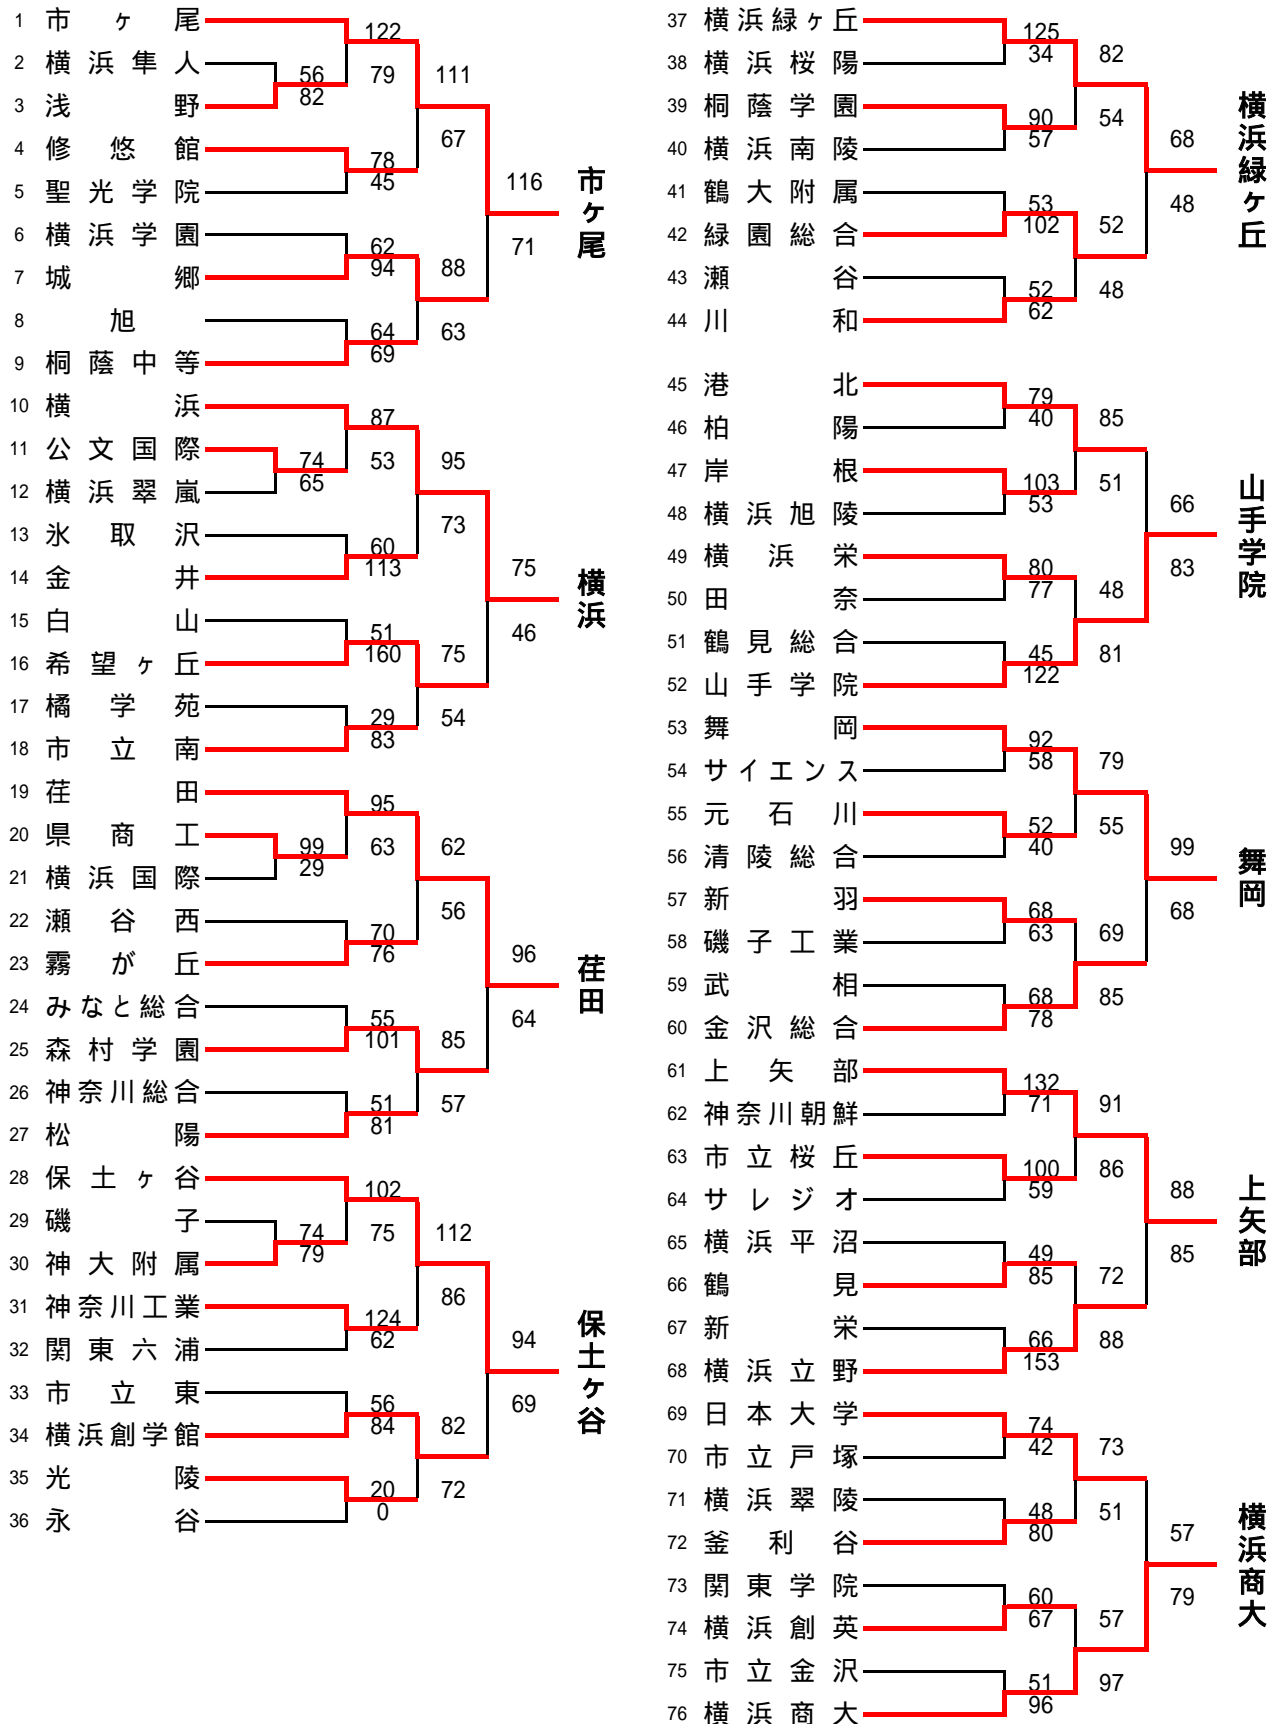 1 市ヶ尾
2 横浜隼人
3 浅野
4 修悠館
5 聖光学院
6 横浜学園
7 城郷
8 旭
9 桐蔭中等
122
79
56
82
78
45
111
67
62
94
64
69
88
63
116
71
市ヶ尾
10 横浜
11 公文国際
12 横浜翠嵐
13 氷取沢
14 金井
15 白山
16 希望ヶ丘
17 橘学苑
18 市立南
87
53
74
65
60
113
95
73
51
160
29
83
75
54
75
46
横浜
19 荏田
20 県商工
21 横浜国際
22 瀬谷西
23 霧が丘
24 みなと総合
25 森村学園
26 神奈川総合
27 松陽
95
63
99
29
70
76
62
56
55
101
51
81
85
57
96
64
荏田
28 保土ヶ谷
29 磯子
30 神大附属
31 神奈川工業
32 関東六浦
33 市立東
34 横浜創学館
35 光陵
36 永谷
102
75
74
79
124
62
112
86
56
84
20
0
82
72
94
69
保土ヶ谷
37 横浜緑ヶ丘
38 横浜桜陽
39 桐蔭学園
40 横浜南陵
41 鶴大附属
42 緑園総合
43 瀬谷
44 川和
125
34
90
57
82
54
53
102
52
62
52
48
68
48
横浜緑ヶ丘
45 港北
46 柏陽
47 岸根
48 横浜旭陵
49 横浜栄
50 田奈
51 鶴見総合
52 山手学院
79
40
103
53
85
51
80
77
45
122
48
81
66
83
山手学院
53 舞岡
54 サイエンス
55 元石川
56 清陵総合
57 新羽
58 磯子工業
59 武相
60 金沢総合
92
58
52
40
79
55
68
63
68
78
69
85
99
68
舞岡
61 上矢部
62 神奈川朝鮮
63 市立桜丘
64 サレジオ
65 横浜平沼
66 鶴見
67 新栄
68 横浜立野
132
71
100
59
91
86
49
85
66
153
72
88
88
85
上矢部
69 日本大学
70 市立戸塚
71 横浜翠陵
72 釜利谷
73 関東学院
74 横浜創英
75 市立金沢
76 横浜商大
74
42
48
80
73
51
60
67
51
96
57
97
57
79
横浜商大